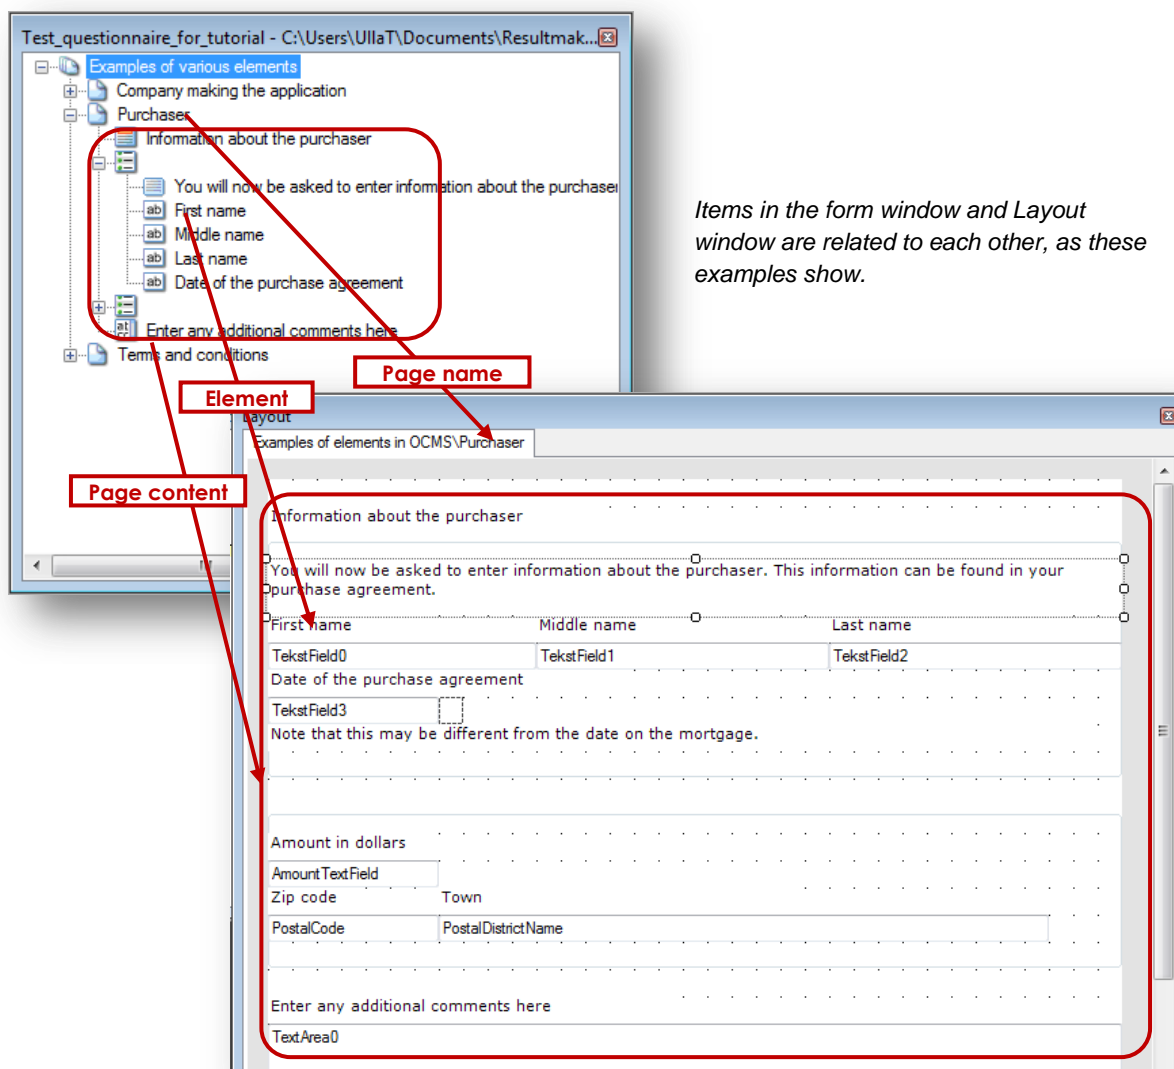 Test_questionnaire_for_tutorial - C:\Users\UllaT\Documents\Resultmak...
Examples of various elements
Company making the application
Purchaser
Information about the purchaser
You will now be asked to enter information about the purchaser
First name
Middle name
Last name
Date of the purchase agreement
Enter any additional comments here
Terms and conditions
Items in the form window and Layout
window are related to each other, as these
examples show.
Page name
Element
Page content
Layout
Examples of elements in OCMS\Purchaser
Information about the purchaser
You will now be asked to enter information about the purchaser. This information can be found in your
purchase agreement.
First name Middle name Last name
TekstField0 TekstField1 TekstField2
Date of the purchase agreement
TekstField3
Note that this may be different from the date on the mortgage.
Amount in dollars
AmountTextField
Zip code Town
PostalCode PostalDistrictName
Enter any additional comments here
TextArea0